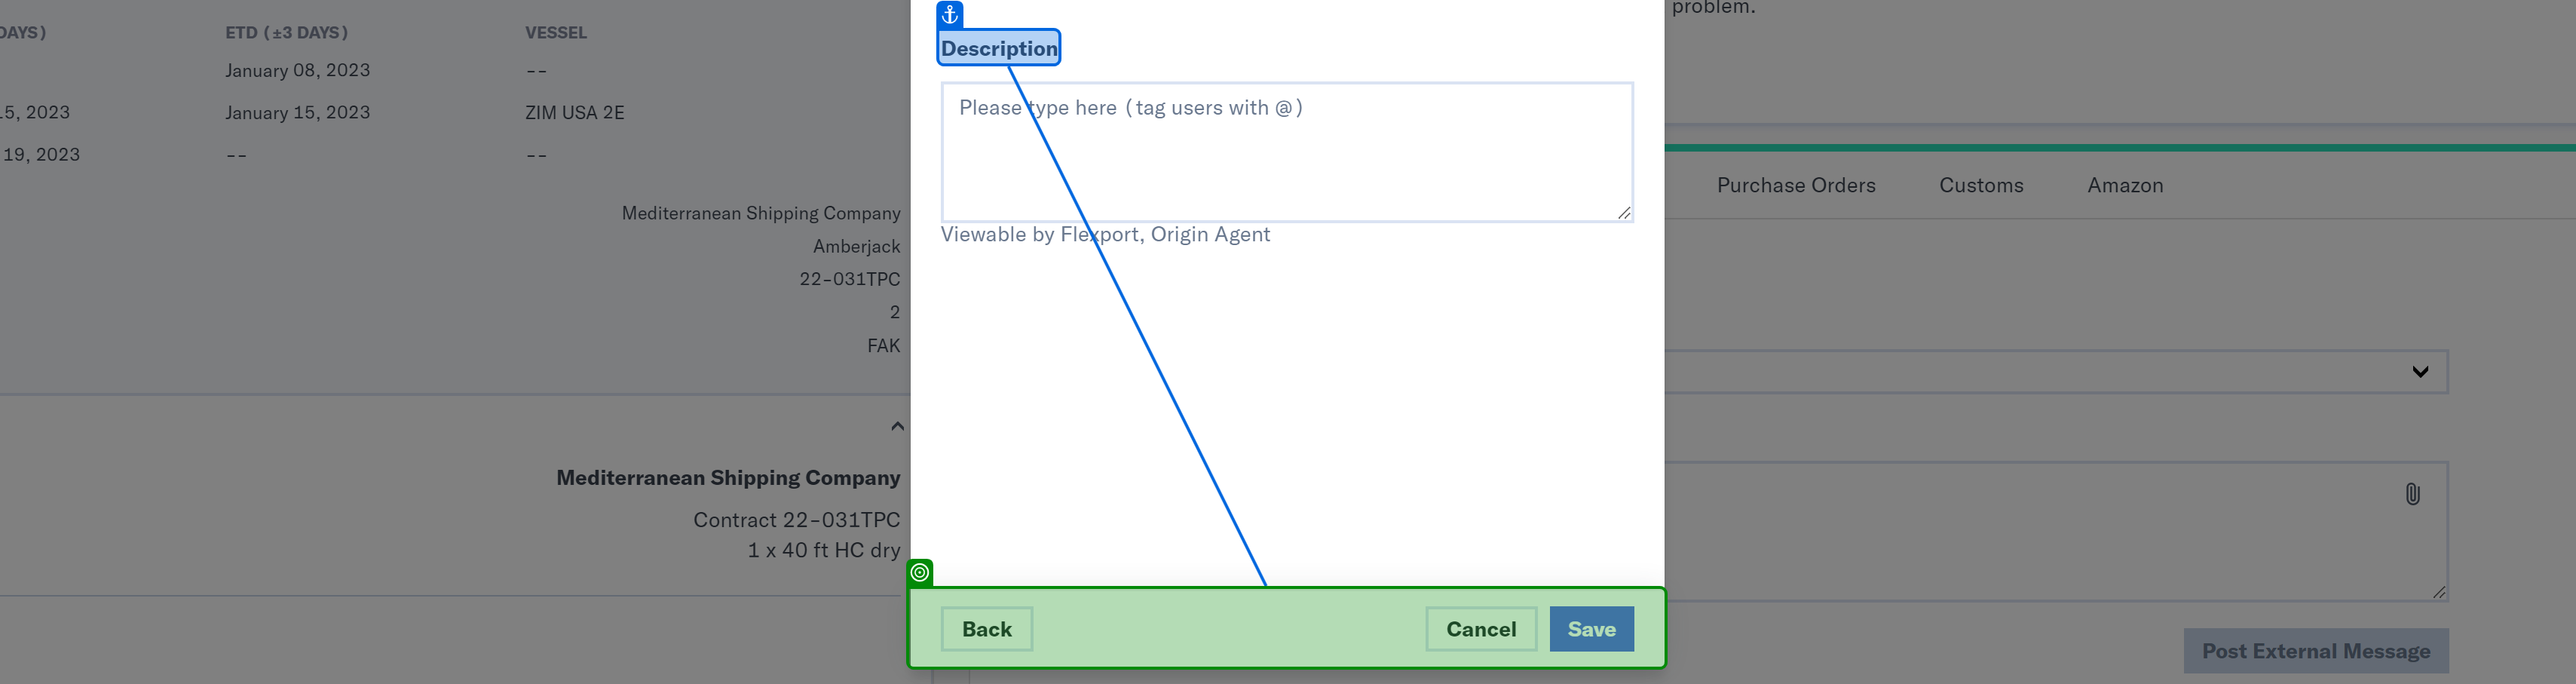 problem.
DAYS) ETD (±3 DAYS) VESSEL
Description
January 08, 2023 --
Please type here (tag users with @)
5, 2023 January 15, 2023 ZIM USA 2E
19, 2023 -- --
Purchase Orders Customs Amazon
Mediterranean Shipping Company
Viewable by Flexport, Origin Agent
Amberjack
22-031TPC
2
FAK
Mediterranean Shipping Company
Contract 22-031TPC
1 x 40 ft HC dry
Back Cancel Save
Post External Message